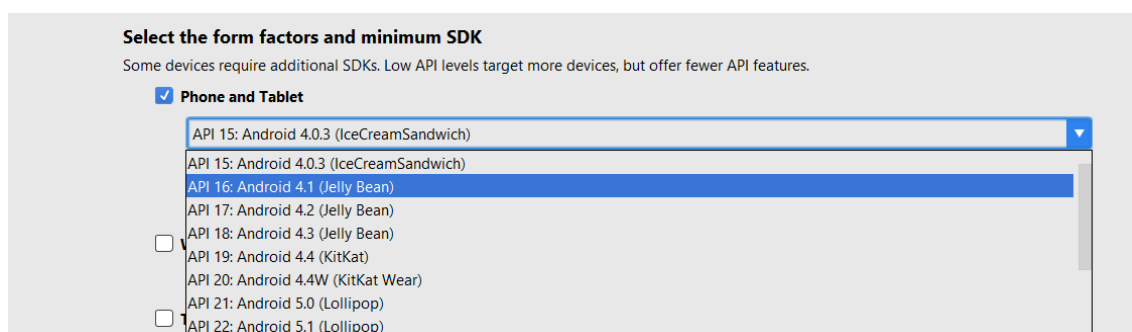 Select the form factors and minimum SDK
Some devices require additional SDKs. Low API levels target more devices, but offer fewer API features.
Phone and Tablet
API 15: Android 4.0.3 (IceCreamSandwich)
API 15: Android 4.0.3 (IceCreamSandwich)
API 16: Android 4.1 (Jelly Bean)
API 17: Android 4.2 (Jelly Bean)
API 18: Android 4.3 (Jelly Bean)
API 19: Android 4.4 (KitKat)
API 20: Android 4.4W (KitKat Wear)
API 21: Android 5.0 (Lollipop)
API 22: Android 5.1 (Lollipop)